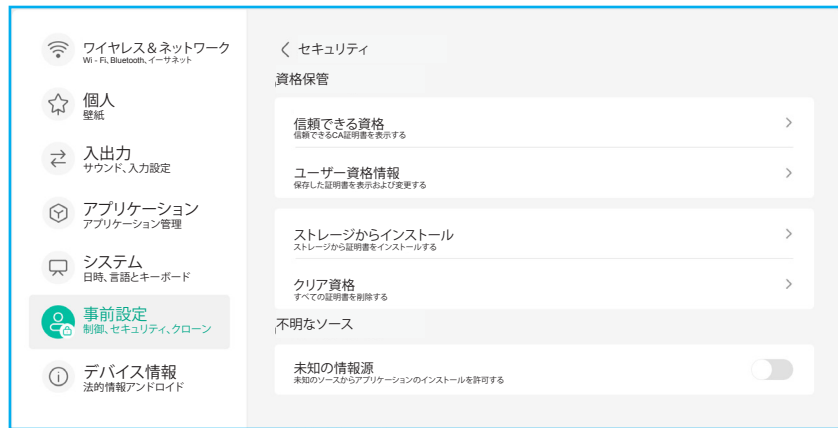 ワイヤレス＆ネットワーク
Wi - Fi、Bluetooth、イーサネット
個人
壁紙
入出力
サウンド、入力設定
アプリケーション
アプリケーション管理
システム
日時、言語とキーボード
事前設定
制御、セキュリティ、クローン
デバイス情報
法的情報アンドロイド
セキュリティ
資格保管
信頼できる資格
信頼できるCA証明書を表示する
ユーザー資格情報
保存した証明書を表示および変更する
ストレージからインストール
ストレージから証明書をインストールする
クリア資格
すべての証明書を削除する
不明なソース
未知の情報源
未知のソースからアプリケーションのインストールを許可する